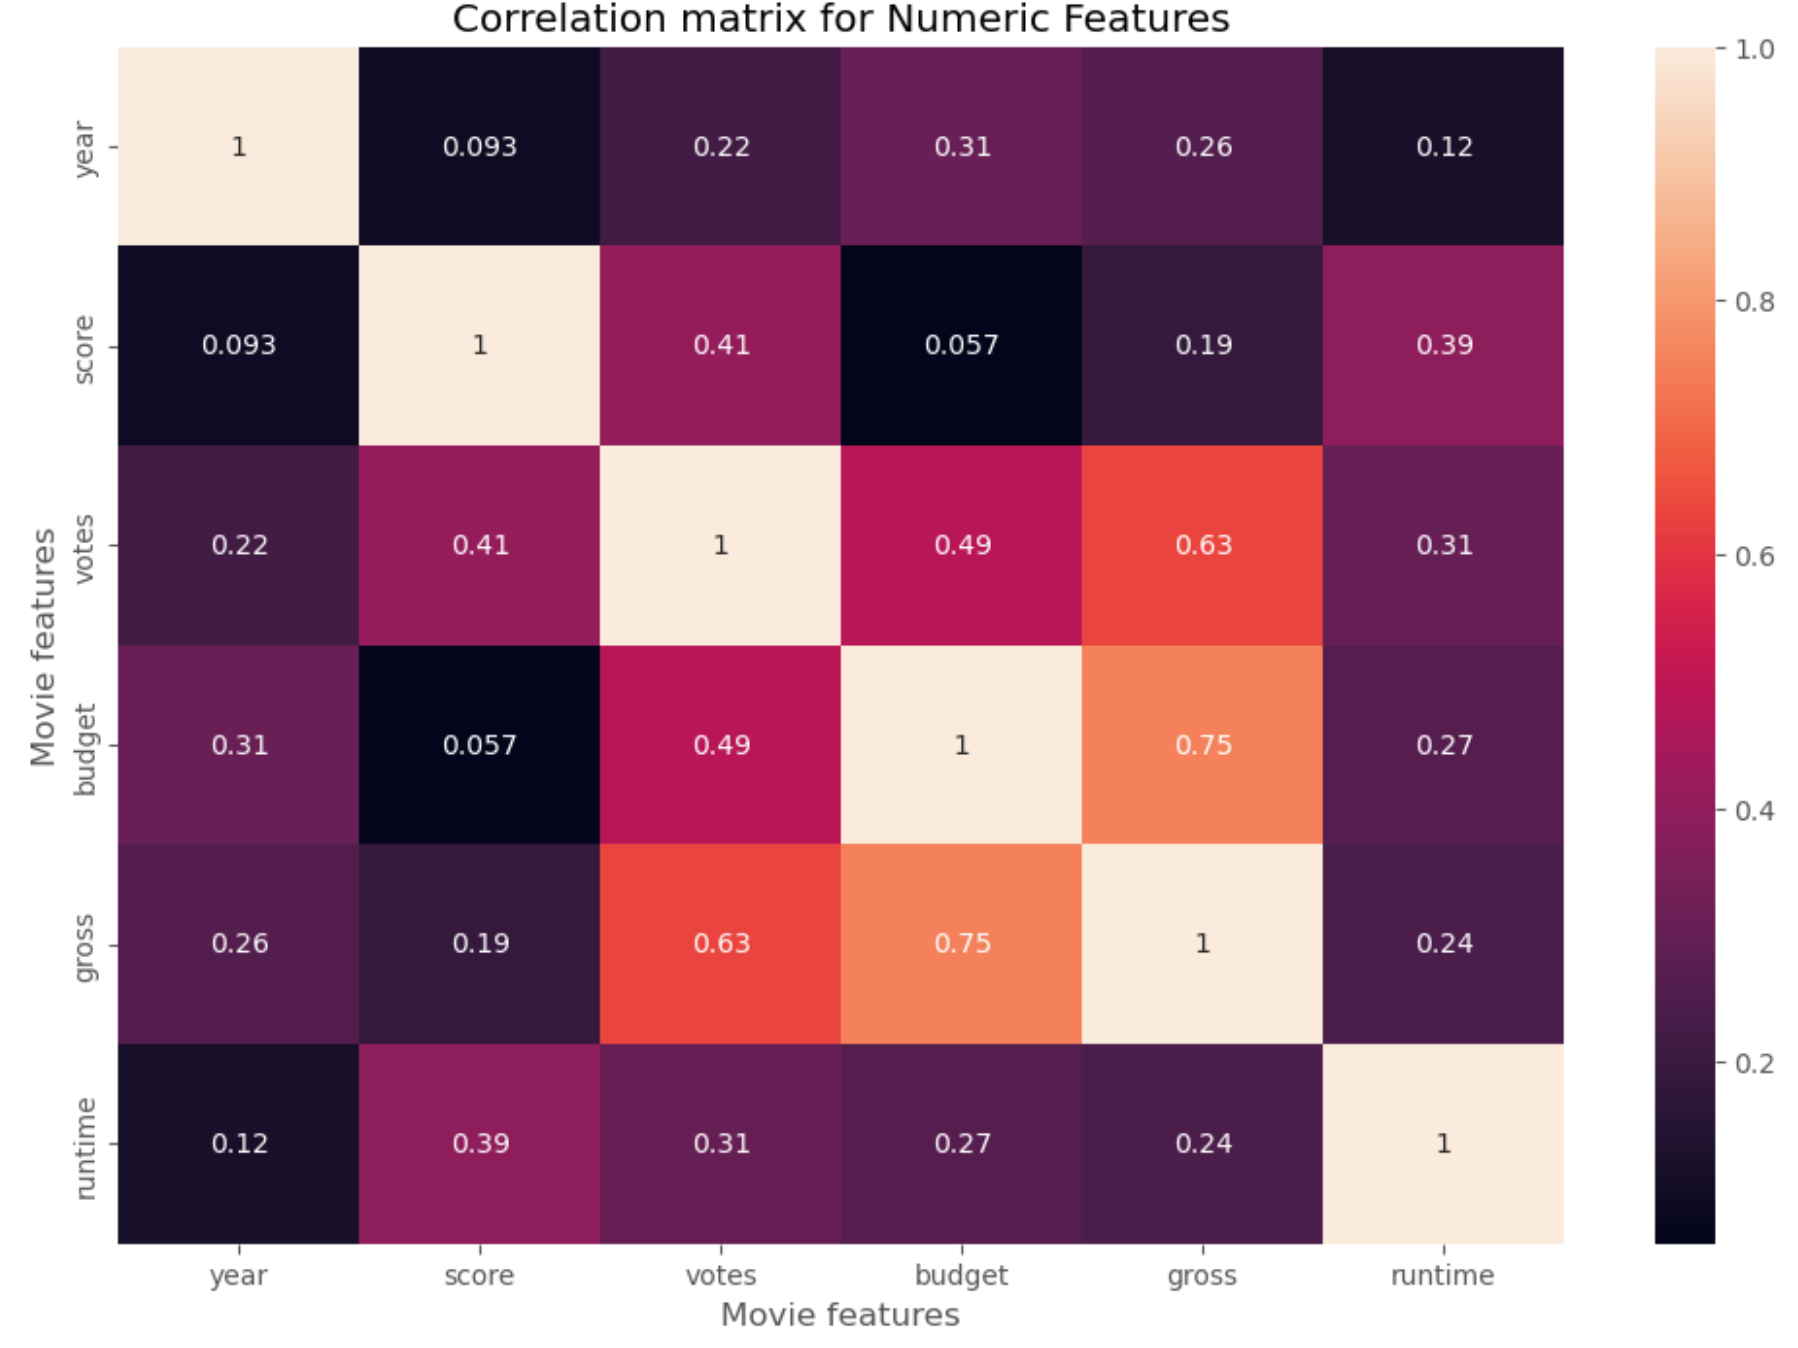 Correlation matrix for Numeric Features
1 0.093 0.22 0.31 0.26 0.12
0.093 1 0.41 0.057 0.19 0.39
0.22 0.41 1 0.49 0.63 0.31
0.31 0.057 0.49 1 0.75 0.27
0.26 0.19 0.63 0.75 1 0.24
0.12 0.39 0.31 0.27 0.24 1
year
score
votes
budget
gross
runtime
Movie features
year score votes budget gross runtime
Movie features
1.0
0.8
0.6
0.4
0.2